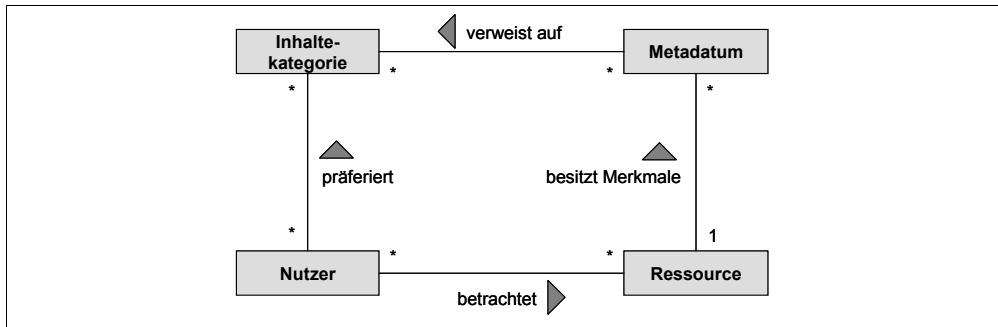 verweist auf
Inhalte-
kategorie
Metadatum
*
*
*
*
präferiert
besitzt Merkmale
*
1
*
*
Nutzer
Ressource
betrachtet